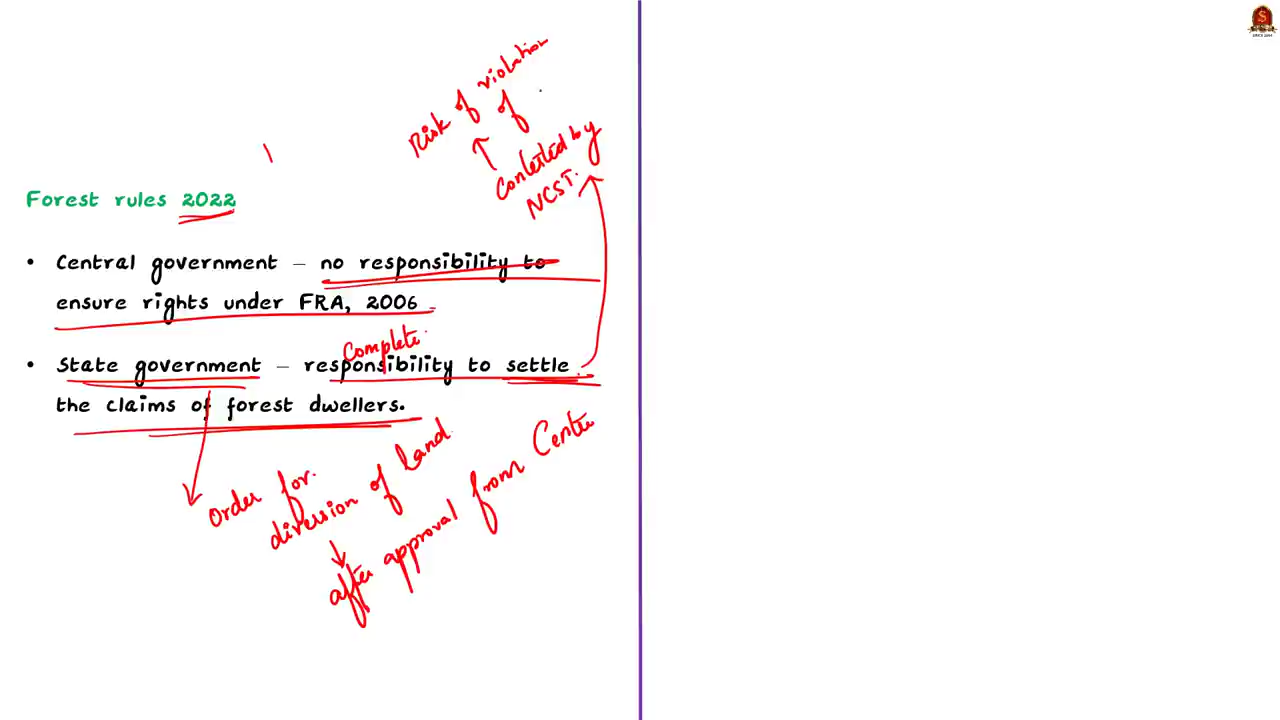 Risk of violation
of
Contested by
NCST.
Forest rules 2022
• Central government – no responsibility to
ensure rights under FRA, 2006
Complete
• State government – responsibility to settle
the claims of forest dwellers.
Order for
diversion of land
after approval from Centre
SINCE 2004